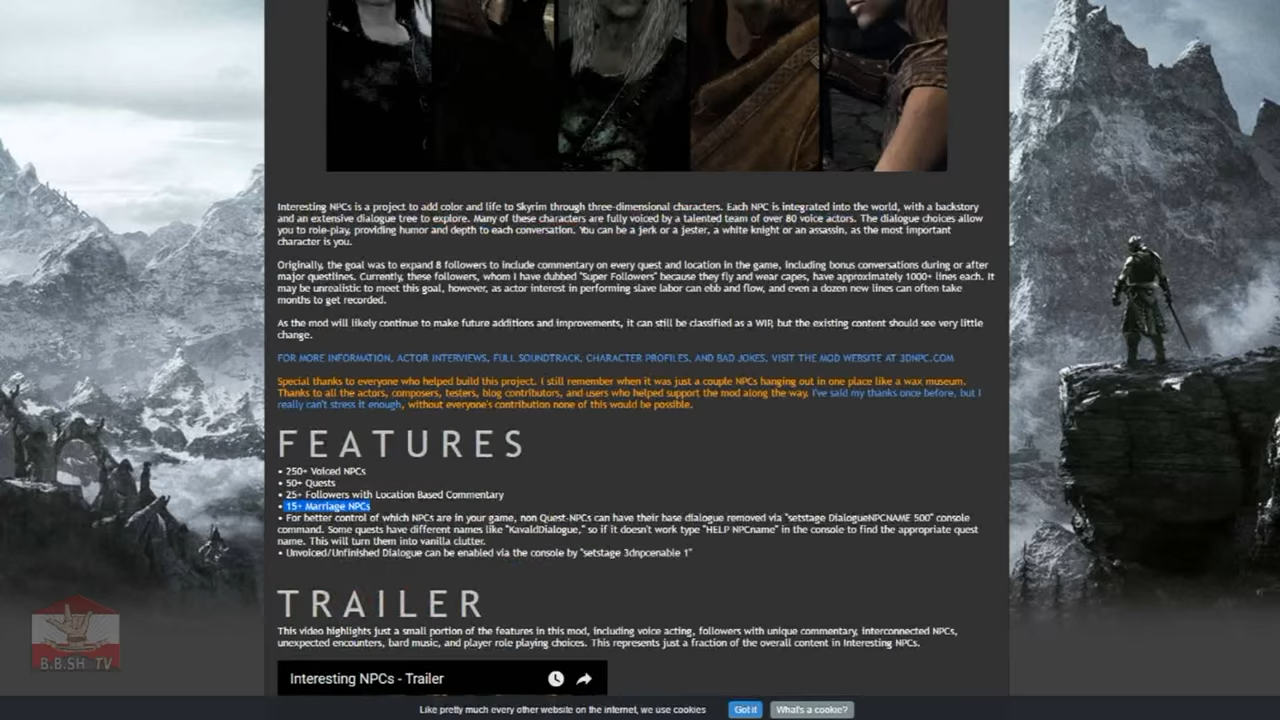 Interesting NPCs is a project to add color and life to Skyrim through three-dimensional characters. Each NPC is integrated into the world, with a backstory
and an extensive dialogue tree to explore. Many of these characters are fully voiced by a talented team of over 80 voice actors. The dialogue choices allow
you to role-play, providing humor and depth to each conversation. You can be a jerk or a jester, a white knight or an assassin, as the most important
character is you.
Originally, the goal was to expand 8 followers to include commentary on every quest and location in the game, including bonus conversations during or after
major questlines. Currently, these followers, whom I have dubbed "Super Followers" because they fly and wear capes, have approximately 1000+ lines each. It
may be unrealistic to meet this goal, however, as actor interest in performing slave labor can ebb and flow, and even a dozen new lines can often take
months to get recorded.
As the mod will likely continue to make future additions and improvements, it can still be classified as a WIP, but the existing content should see very little
change.
FOR MORE INFORMATION, ACTOR INTERVIEWS, FULL SOUNDTRACK, CHARACTER PROFILES, AND BAD JOKES, VISIT THE MOD WEBSITE AT 3DNPC.COM
Special thanks to everyone who helped build this project. I still remember when it was just a couple NPCs hanging out in one place like a wax museum.
Thanks to all the actors, composers, testers, blog contributors, and users who helped support the mod along the way. I've said my thanks once before, but I
really can't stress it enough, without everyone's contribution none of this would be possible.
FEATURES
• 250+ Voiced NPCs
• 50+ Quests
• 25+ Followers with Location Based Commentary
• 15+ Marriage NPCs
• For better control of which NPCs are in your game, non Quest-NPCs can have their base dialogue removed via "setstage DialogueNPCNAME 500" console
command. Some quests have different names like "KavaldDialogue," so if it doesn't work type "HELP NPCname" in the console to find the appropriate quest
name. This will turn them into vanilla clutter.
• Unvoiced/Unfinished Dialogue can be enabled via the console by "setstage 3dnpcenable 1"
TRAILER
This video highlights just a small portion of the features in this mod, including voice acting, followers with unique commentary, interconnected NPCs,
unexpected encounters, bard music, and player role playing choices. This represents just a fraction of the overall content in Interesting NPCs.
B.B.SH. TV
Interesting NPCs - Trailer
Like pretty much every other website on the internet, we use cookies Got it What's a cookie?